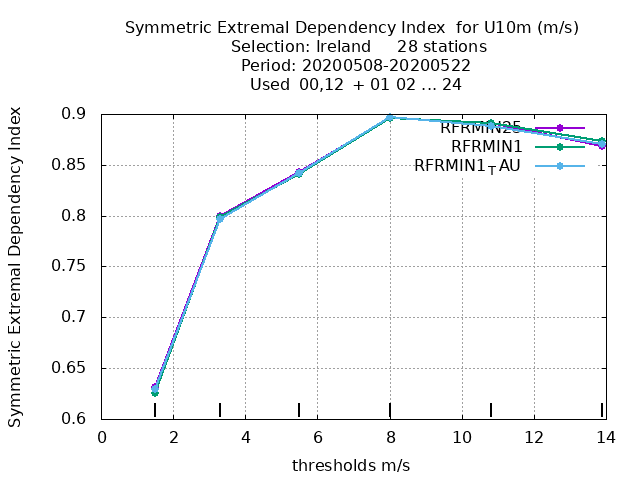 Symmetric Extremal Dependency Index  for U10m (m/s)
Selection: Ireland     28 stations
Period: 20200508-20200522
Used  00,12  + 01 02 ... 24
Symmetric Extremal Dependency Index
0.9
0.85
0.8
0.75
0.7
0.65
0.6
RFRMIN25
RFRMIN1
RFRMIN1TAU
0 2 4 6 8 10 12 14
thresholds m/s